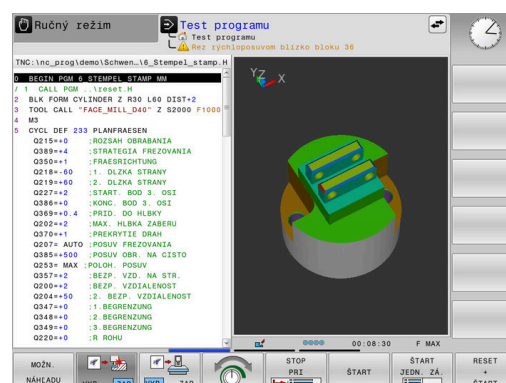 Ručný režim
Test programu
Test programu
Rez rýchloposuvom blízko bloku 36
TNC:\nc_prog\demo\Schwen…\6_Stempel_stamp.H
0 BEGIN PGM 6_STEMPEL_STAMP MM
/ 1 CALL PGM ..\reset.H
2 BLK FORM CYLINDER Z R30 L60 DIST+2
3 TOOL CALL "FACE_MILL_D40" Z S2000 F1000
4 M3
5 CYCL DEF 233 PLANFRAESEN
Q215=+0 ;ROZSAH OBRABANIA
Q389=+4 ;STRATEGIA FREZOVANIA
Q350=+1 ;FRAESRICHTUNG
Q218=-60 ;1. DLZKA STRANY
Q219=+60 ;2. DLZKA STRANY
Q227=+2 ;START. BOD 3. OSI
Q386=+0 ;KONC. BOD 3. OSI
Q369=+0.4 ;PRID. DO HLBKY
Q202=+2 ;MAX. HLBKA ZABERU
Q370=+1 ;PREKRYTIE DRAH
Q207= AUTO ;POSUV FREZOVANIA
Q385=+500 ;POSUV OBR. NA CISTO
Q253= MAX ;POLOH. POSUV
Q357=+2 ;BEZP. VZD. NA STR.
Q200=+2 ;BEZP. VZDIALENOST
Q204=+50 ;2. BEZP. VZDIALENOST
Q347=+0 ;1.BEGRENZUNG
Q348=+0 ;2.BEGRENZUNG
Q349=+0 ;3.BEGRENZUNG
Q220=+0 ;R ROHU
YZ X
00:08:30 F MAX
MOŽN.
NÁHĽADU
VYP. ZAP.
VYP ZAP
STOP
PRI
ŠTART
ŠTART
JEDN. ZÁ.
RESET
+
ŠTART